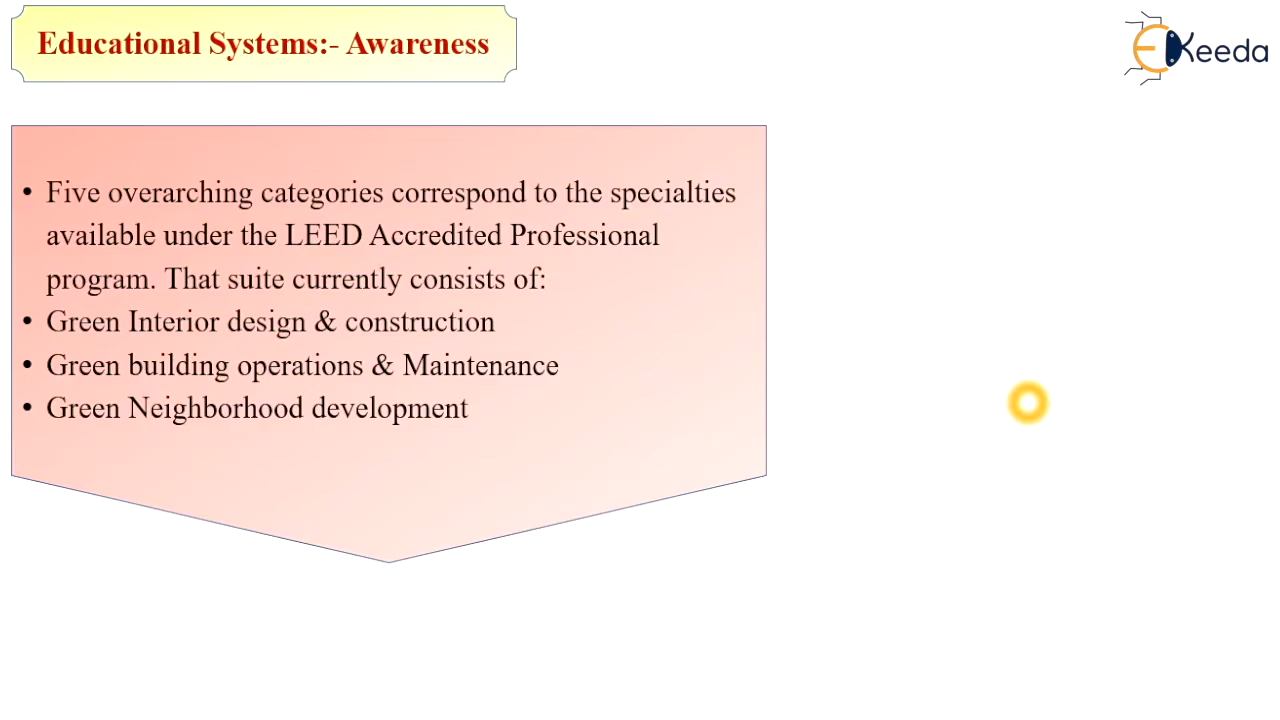 Educational Systems:- Awareness
EKeeda
• Five overarching categories correspond to the specialties
available under the LEED Accredited Professional
program. That suite currently consists of:
• Green Interior design & construction
• Green building operations & Maintenance
• Green Neighborhood development